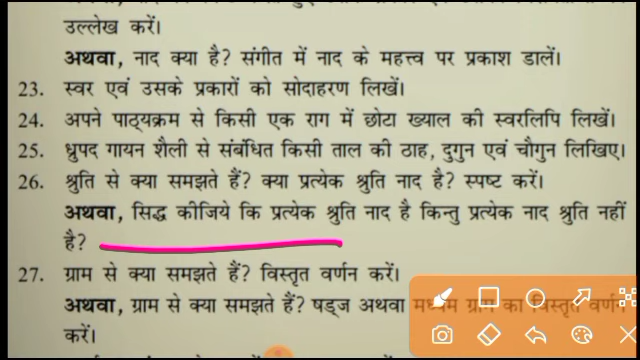 उल्लेख करें।
अथवा, नाद क्या है? संगीत में नाद के महत्त्व पर प्रकाश डालें।
23. स्वर एवं उसके प्रकारों को सोदाहरण लिखें।
24. अपने पाठ्यक्रम से किसी एक राग में छोटा ख्याल की स्वरलिपि लिखें।
25. ध्रुपद गायन शैली से संबंधित किसी ताल की ठाह, दुगुन एवं चौगुन लिखिए।
26. श्रुति से क्या समझते हैं? क्या प्रत्येक श्रुति नाद है? स्पष्ट करें।
अथवा, सिद्ध कीजिये कि प्रत्येक श्रुति नाद है किन्तु प्रत्येक नाद श्रुति नहीं
है?
27. ग्राम से क्या समझते हैं? विस्तृत वर्णन करें।
अथवा, ग्राम से क्या समझते हैं? षड्ज अथवा मध्यम ग्राम का विस्तृत वर्णन
करें।